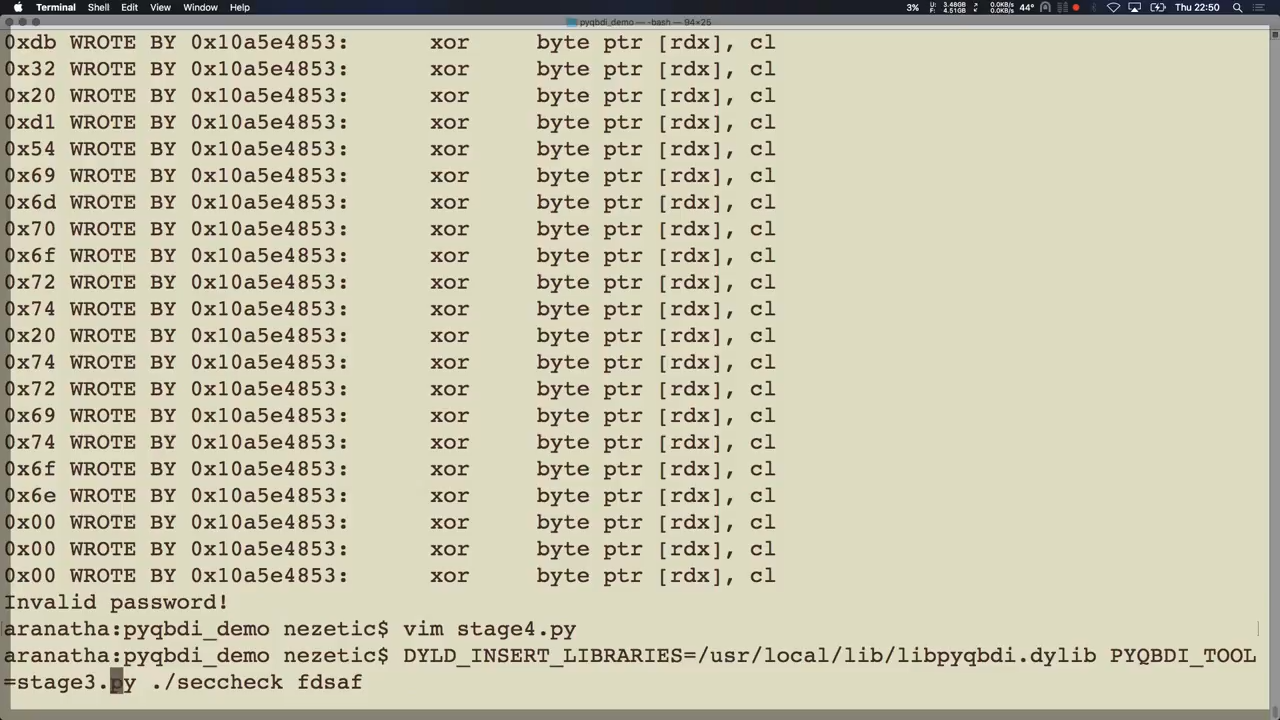 Terminal Shell Edit View Window Help 3% 3.48GB 4.51GB 0.0KB/s 0.0KB/s 44° Thu 22:50
pyqbdi_demo — -bash — 94×25
0xdb WROTE BY 0x10a5e4853: xor byte ptr [rdx], cl
0x32 WROTE BY 0x10a5e4853: xor byte ptr [rdx], cl
0x20 WROTE BY 0x10a5e4853: xor byte ptr [rdx], cl
0xd1 WROTE BY 0x10a5e4853: xor byte ptr [rdx], cl
0x54 WROTE BY 0x10a5e4853: xor byte ptr [rdx], cl
0x69 WROTE BY 0x10a5e4853: xor byte ptr [rdx], cl
0x6d WROTE BY 0x10a5e4853: xor byte ptr [rdx], cl
0x70 WROTE BY 0x10a5e4853: xor byte ptr [rdx], cl
0x6f WROTE BY 0x10a5e4853: xor byte ptr [rdx], cl
0x72 WROTE BY 0x10a5e4853: xor byte ptr [rdx], cl
0x74 WROTE BY 0x10a5e4853: xor byte ptr [rdx], cl
0x20 WROTE BY 0x10a5e4853: xor byte ptr [rdx], cl
0x74 WROTE BY 0x10a5e4853: xor byte ptr [rdx], cl
0x72 WROTE BY 0x10a5e4853: xor byte ptr [rdx], cl
0x69 WROTE BY 0x10a5e4853: xor byte ptr [rdx], cl
0x74 WROTE BY 0x10a5e4853: xor byte ptr [rdx], cl
0x6f WROTE BY 0x10a5e4853: xor byte ptr [rdx], cl
0x6e WROTE BY 0x10a5e4853: xor byte ptr [rdx], cl
0x00 WROTE BY 0x10a5e4853: xor byte ptr [rdx], cl
0x00 WROTE BY 0x10a5e4853: xor byte ptr [rdx], cl
0x00 WROTE BY 0x10a5e4853: xor byte ptr [rdx], cl
Invalid password!
aranatha:pyqbdi_demo nezetic$ vim stage4.py
aranatha:pyqbdi_demo nezetic$ DYLD_INSERT_LIBRARIES=/usr/local/lib/libpyqbdi.dylib PYQBDI_TOOL
=stage3.py ./seccheck fdsaf